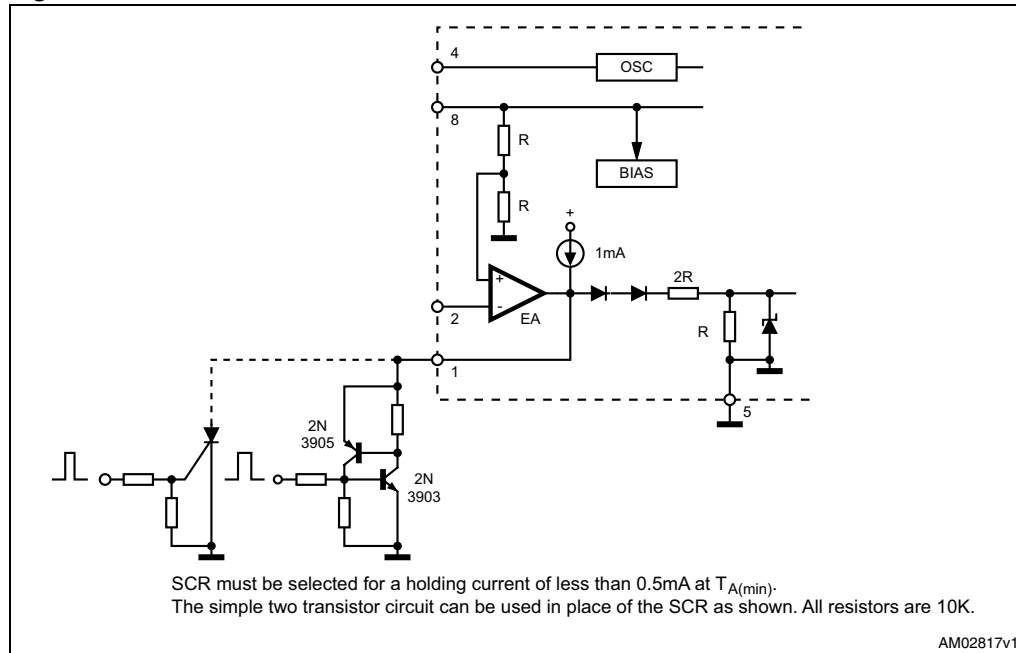 4
OSC
8
R
BIAS
R
+
1mA
+
2R
-
2
EA
R
1
5
2N
3905
2N
3903
SCR must be selected for a holding current of less than 0.5mA at TA(min).
The simple two transistor circuit can be used in place of the SCR as shown. All resistors are 10K.
AM02817v1